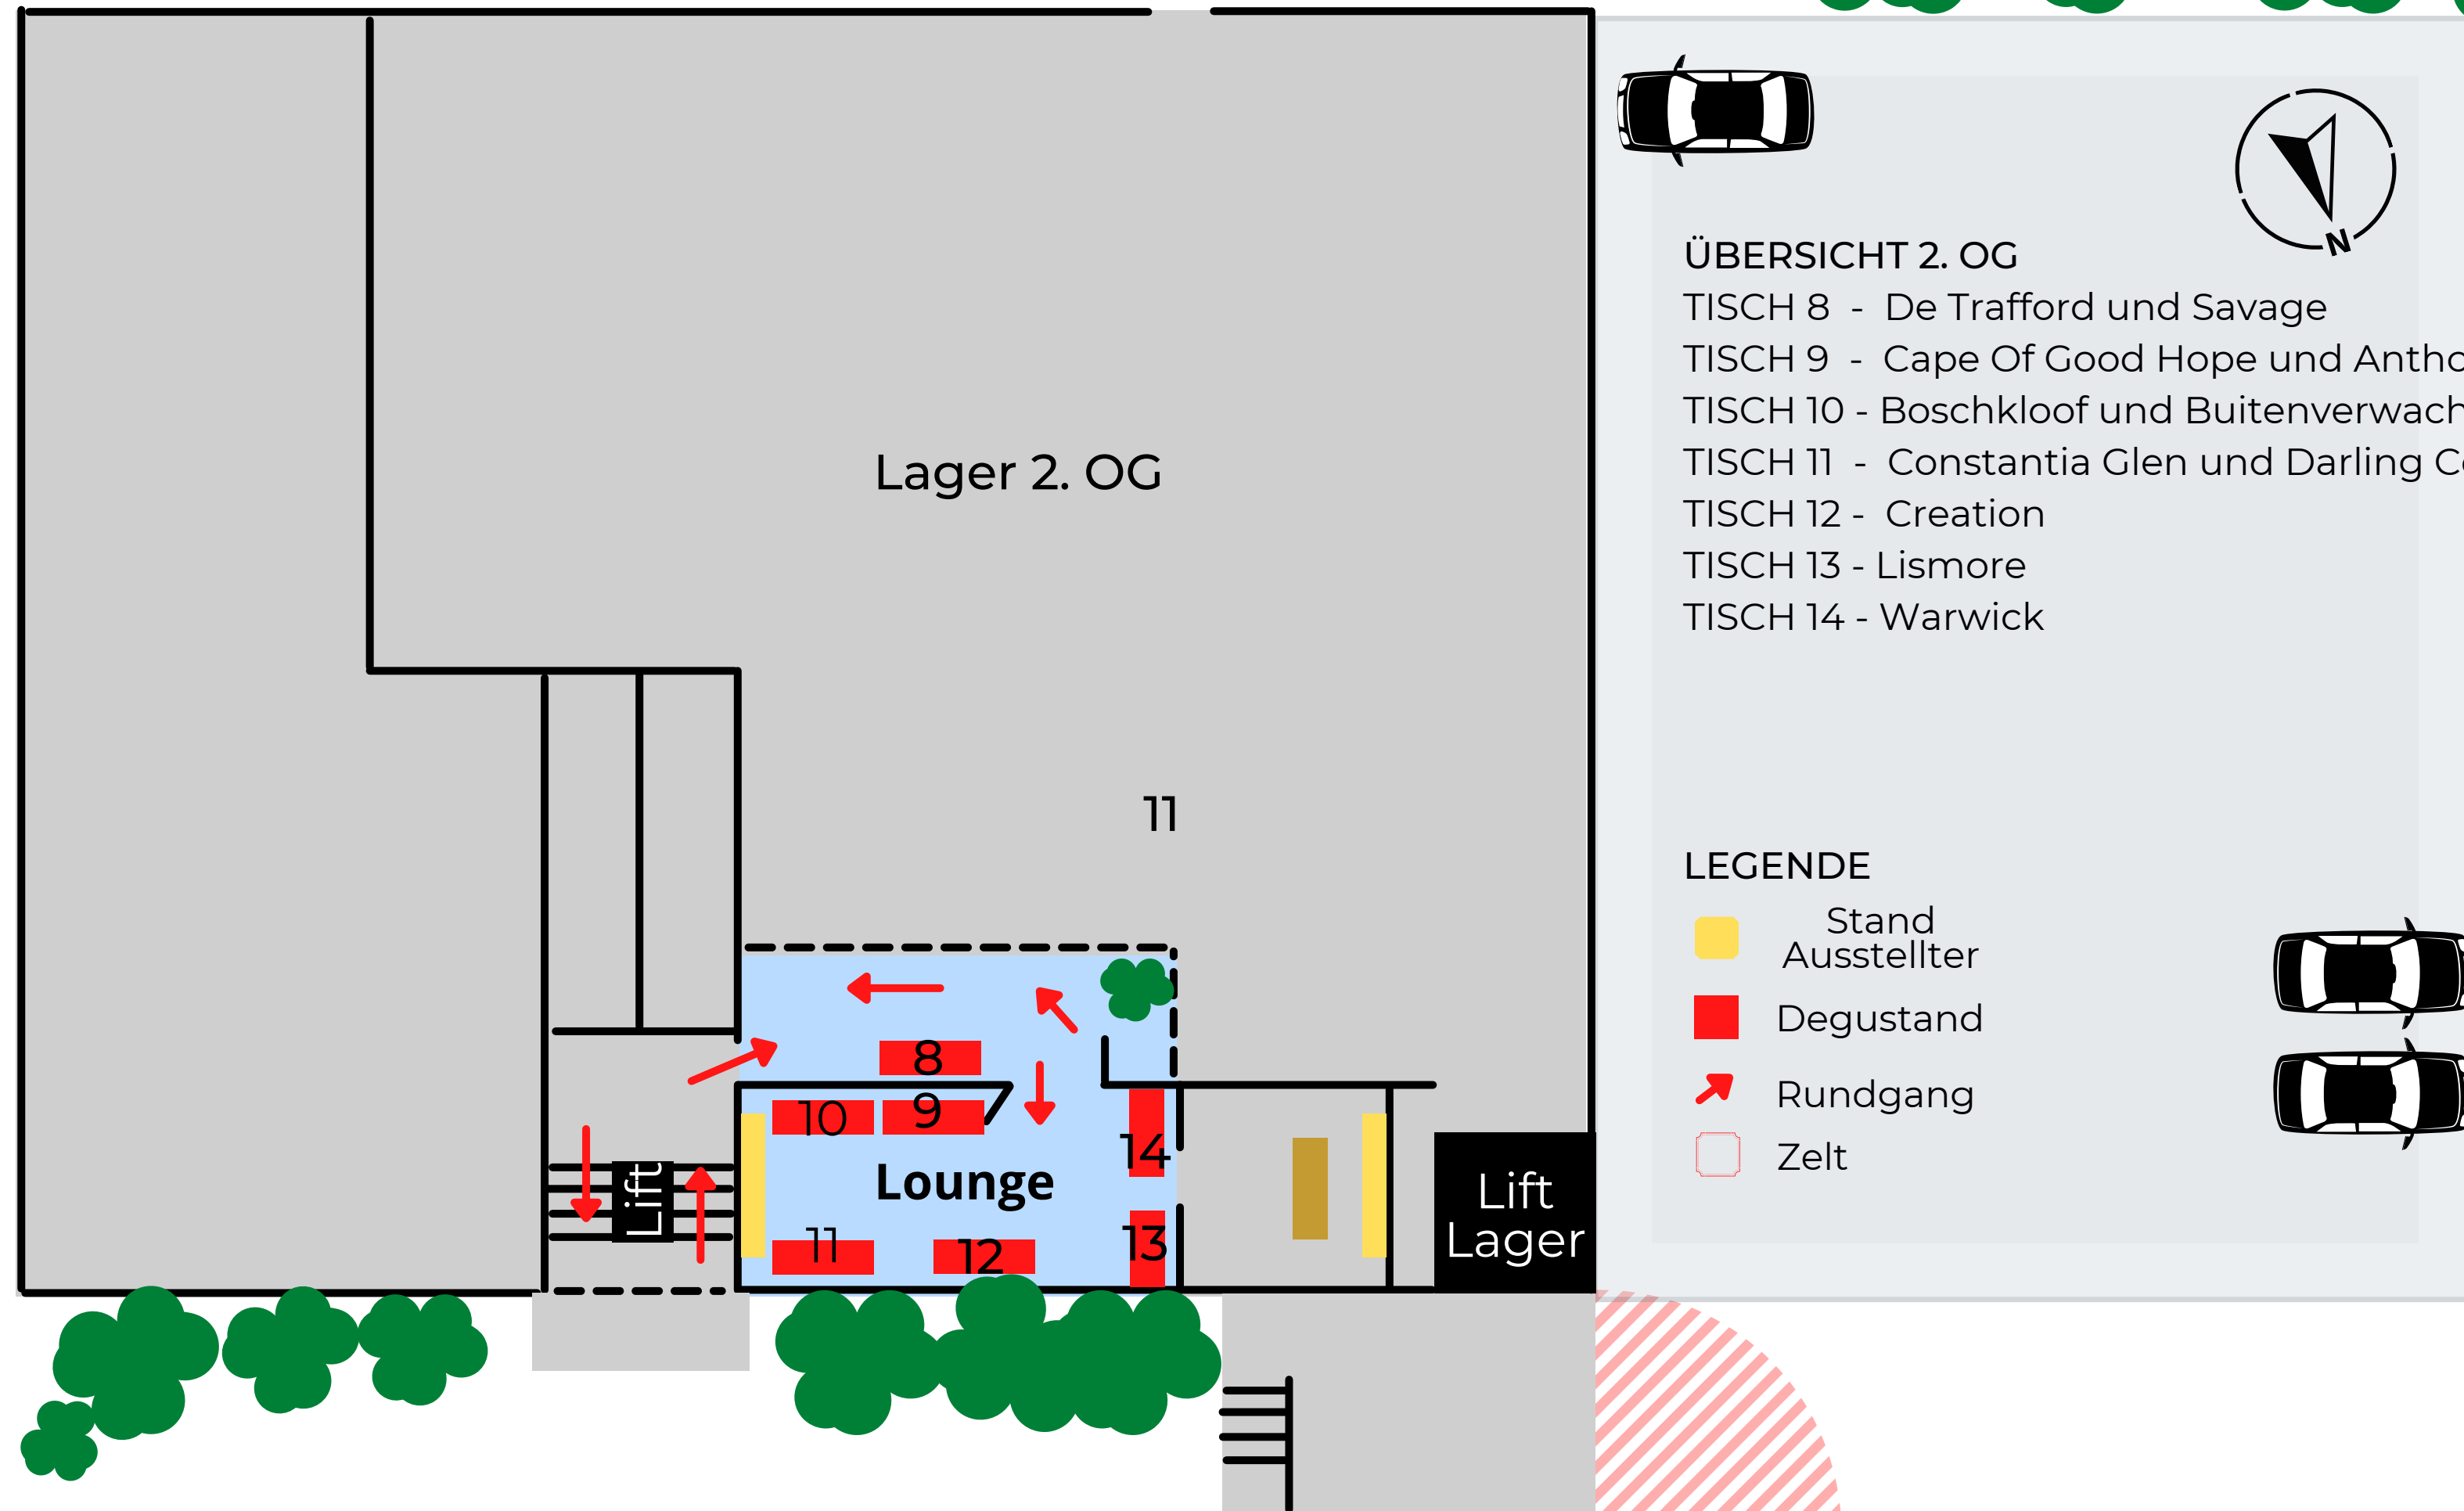 N
ÜBERSICHT 2. OG
TISCH 8 - De Trafford und Savage
TISCH 9 - Cape Of Good Hope und Antho
TISCH 10 - Boschkloof und Buitenverwach
TISCH 11 - Constantia Glen und Darling Ce
TISCH 12 - Creation
TISCH 13 - Lismore
TISCH 14 - Warwick
Lager 2. OG
11
LEGENDE
Stand
Ausstellter
Degustand
Rundgang
Zelt
8
10
9
14
Lounge
Lift
11
12
13
Lift
Lager